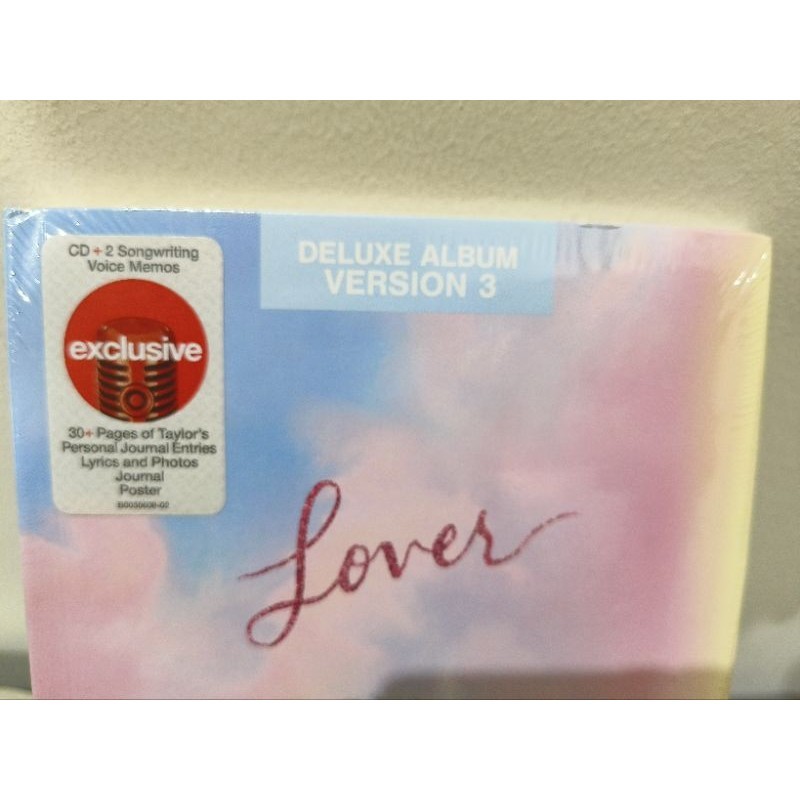 CD + 2 Songwriting
Voice Memos
exclusive
30+ Pages of Taylor's
Personal Journal Entries
Lyrics and Photos
Journal
Poster
DELUXE ALBUM
VERSION 3
Lover